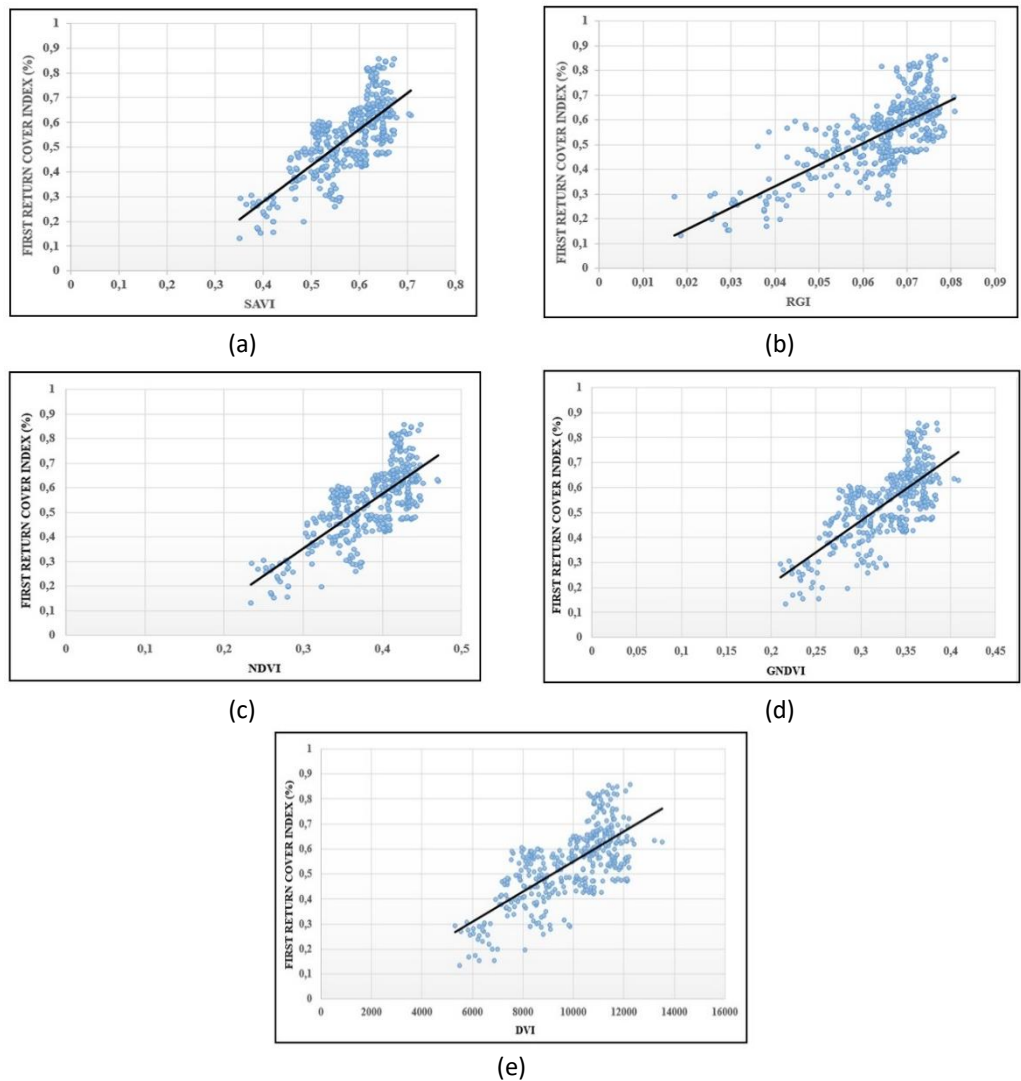 FIRST RETURN COVER INDEX (%)
1
0,9
0,8
0,7
0,6
0,5
0,4
0,3
0,2
0,1
0
0 0,1 0,2 0,3 0,4 0,5 0,6 0,7 0,8
SAVI
(a)
FIRST RETURN COVER INDEX (%)
1
0,9
0,8
0,7
0,6
0,5
0,4
0,3
0,2
0,1
0
0 0,01 0,02 0,03 0,04 0,05 0,06 0,07 0,08 0,09
RGI
(b)
FIRST RETURN COVER INDEX (%)
1
0,9
0,8
0,7
0,6
0,5
0,4
0,3
0,2
0,1
0
0 0,1 0,2 0,3 0,4 0,5
NDVI
(c)
FIRST RETURN COVER INDEX (%)
1
0,9
0,8
0,7
0,6
0,5
0,4
0,3
0,2
0,1
0
0 0,05 0,1 0,15 0,2 0,25 0,3 0,35 0,4 0,45
GNDVI
(d)
FIRST RETURN COVER INDEX (%)
1
0,9
0,8
0,7
0,6
0,5
0,4
0,3
0,2
0,1
0
0 2000 4000 6000 8000 10000 12000 14000 16000
DVI
(e)